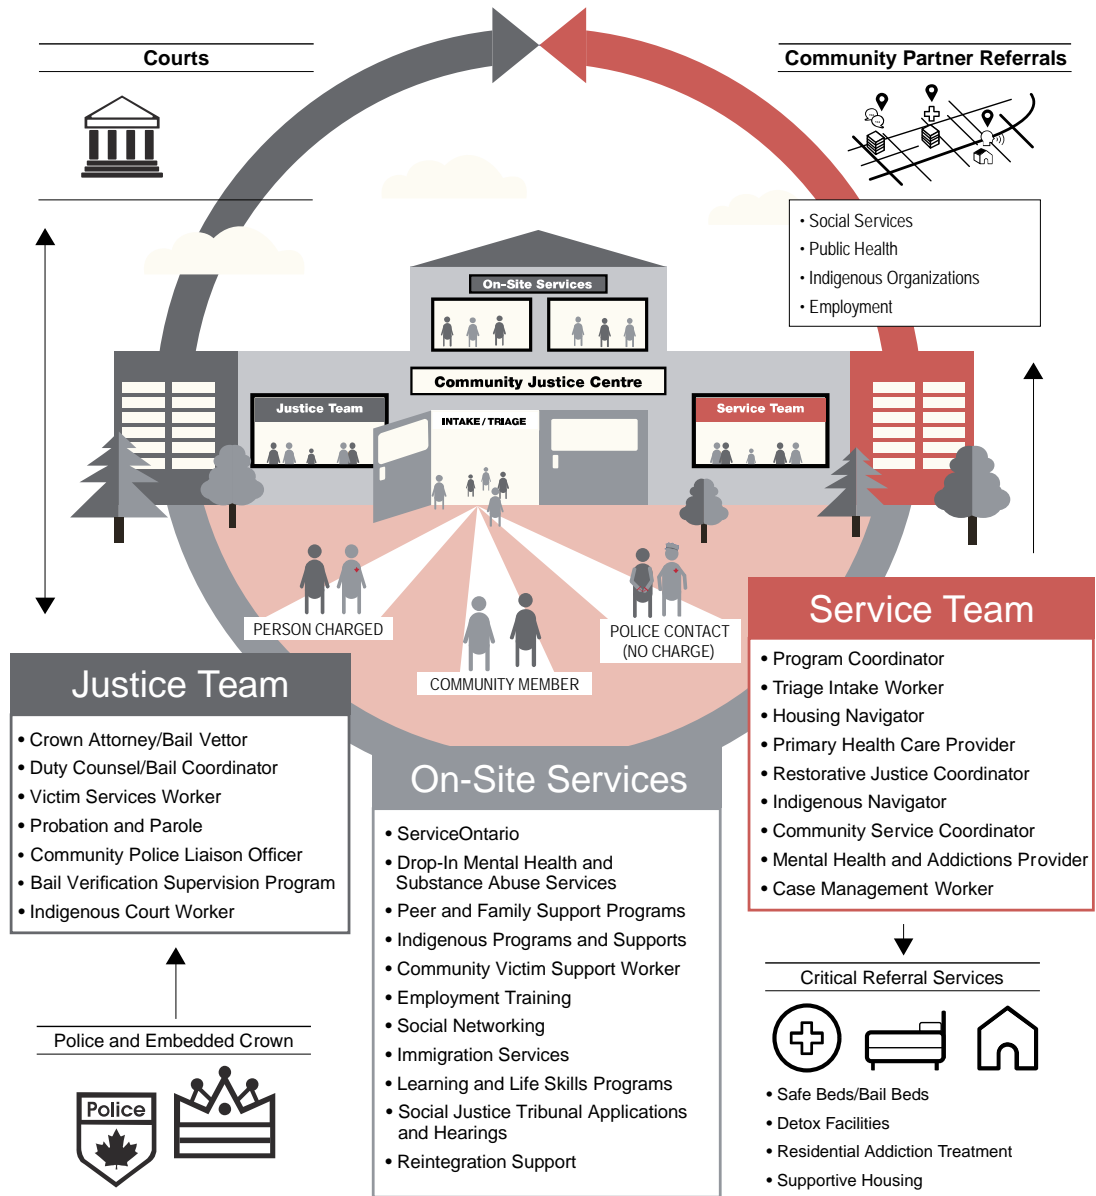 Courts
Community Partner Referrals
• Social Services
• Public Health
• Indigenous Organizations
• Employment
On-Site Services
Community Justice Centre
Justice Team
INTAKE / TRIAGE
Service Team
PERSON CHARGED
COMMUNITY MEMBER
POLICE CONTACT
(NO CHARGE)
Justice Team
• Crown Attorney/Bail Vettor
• Duty Counsel/Bail Coordinator
• Victim Services Worker
• Probation and Parole
• Community Police Liaison Officer
• Bail Verification Supervision Program
• Indigenous Court Worker
Police and Embedded Crown
Police
On-Site Services
• ServiceOntario
• Drop-In Mental Health and
Substance Abuse Services
• Peer and Family Support Programs
• Indigenous Programs and Supports
• Community Victim Support Worker
• Employment Training
• Social Networking
• Immigration Services
• Learning and Life Skills Programs
• Social Justice Tribunal Applications
and Hearings
• Reintegration Support
Service Team
• Program Coordinator
• Triage Intake Worker
• Housing Navigator
• Primary Health Care Provider
• Restorative Justice Coordinator
• Indigenous Navigator
• Community Service Coordinator
• Mental Health and Addictions Provider
• Case Management Worker
Critical Referral Services
• Safe Beds/Bail Beds
• Detox Facilities
• Residential Addiction Treatment
• Supportive Housing